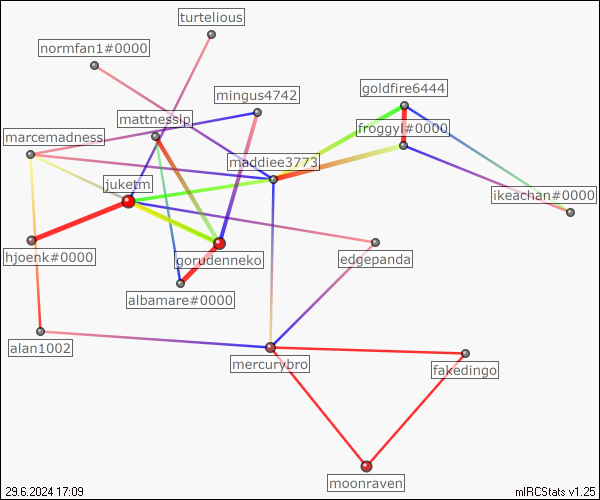 turtelious
normfan1#0000
goldfire6444
mingus4742
mattnesslp
froggyl#0000
marcemadness
maddiee3773
juketm
ikeachan#0000
hjoenk#0000
gorudenneko
edgepanda
albamare#0000
alan1002
mercurybro
fakedingo
moonraven
29.6.2024 17:09
mIRCStats v1.25